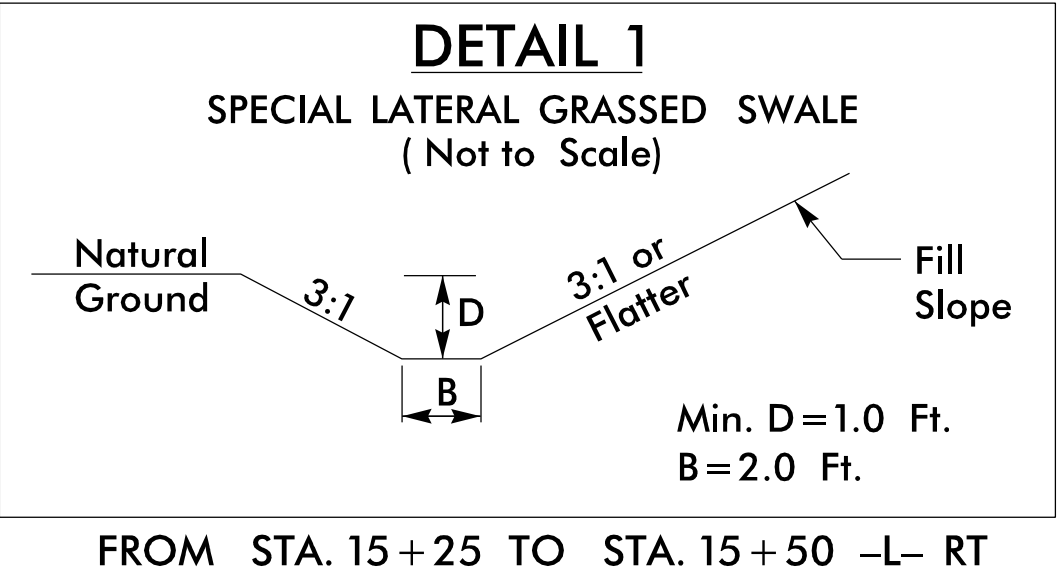 DETAIL 1
SPECIAL LATERAL GRASSED SWALE
( Not to Scale)
Natural
Ground
3:1
D
B
3:1 or
Flatter
Fill
Slope
Min. D=1.0 Ft.
B=2.0 Ft.
FROM STA. 15+25 TO STA. 15+50 -L- RT